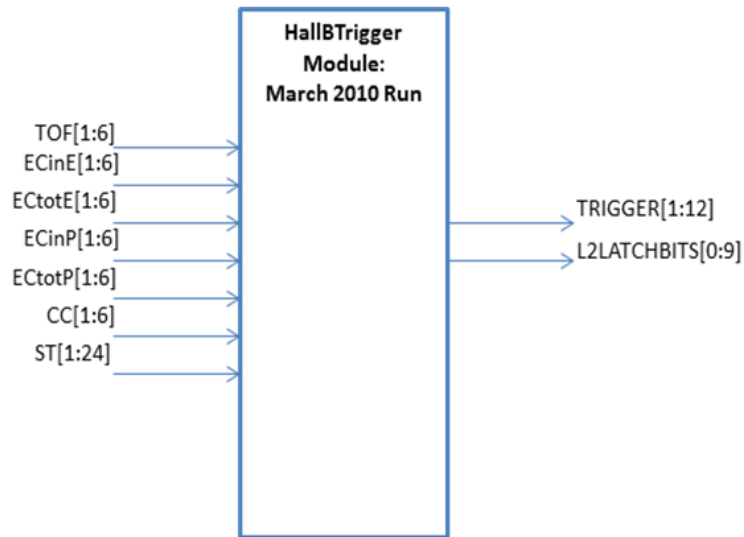 HallBTrigger
Module:
March 2010 Run
TOF[1:6]
ECinE[1:6]
ECtotE[1:6]
ECinP[1:6]
ECtotP[1:6]
CC[1:6]
ST[1:24]
TRIGGER[1:12]
L2LATCHBITS[0:9]